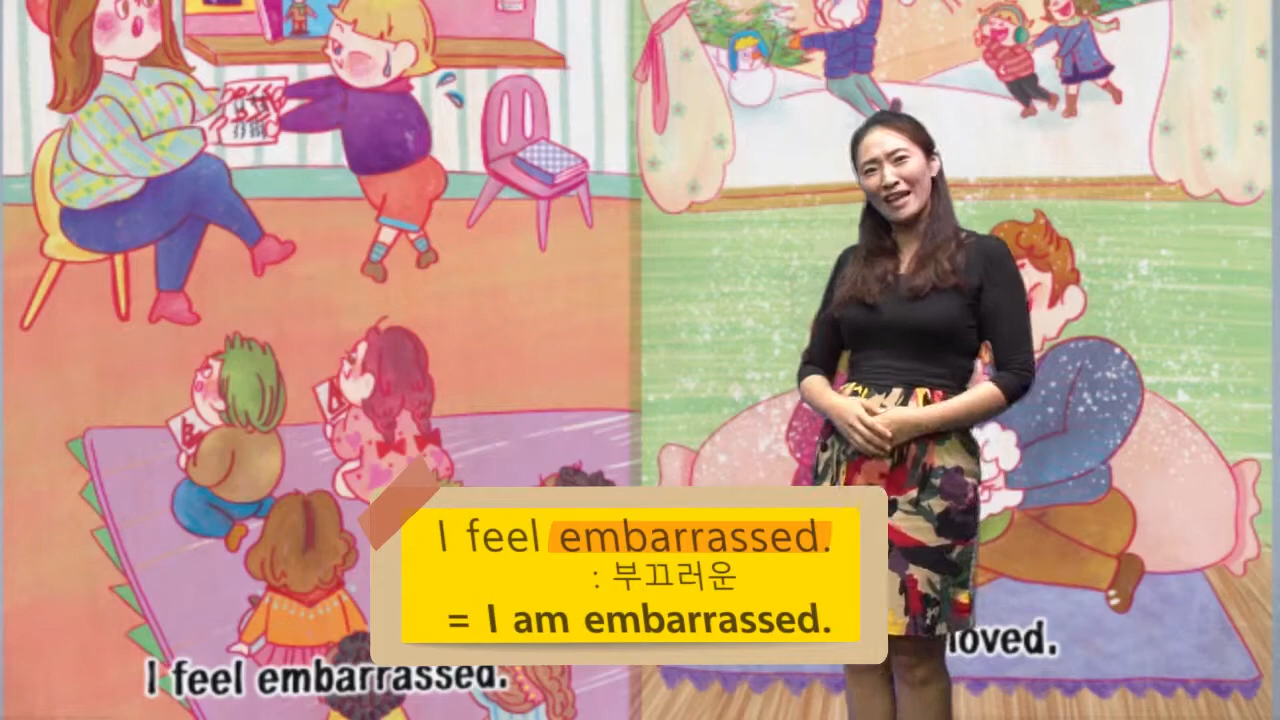 I feel embarrassed.
: 부끄러운
= I am embarrassed.
I feel embarrassed.
loved.